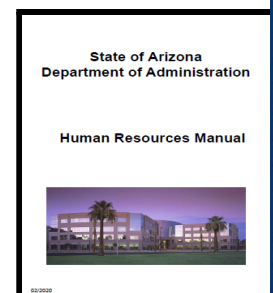 State of Arizona
Department of Administration
Human Resources Manual
02/2020